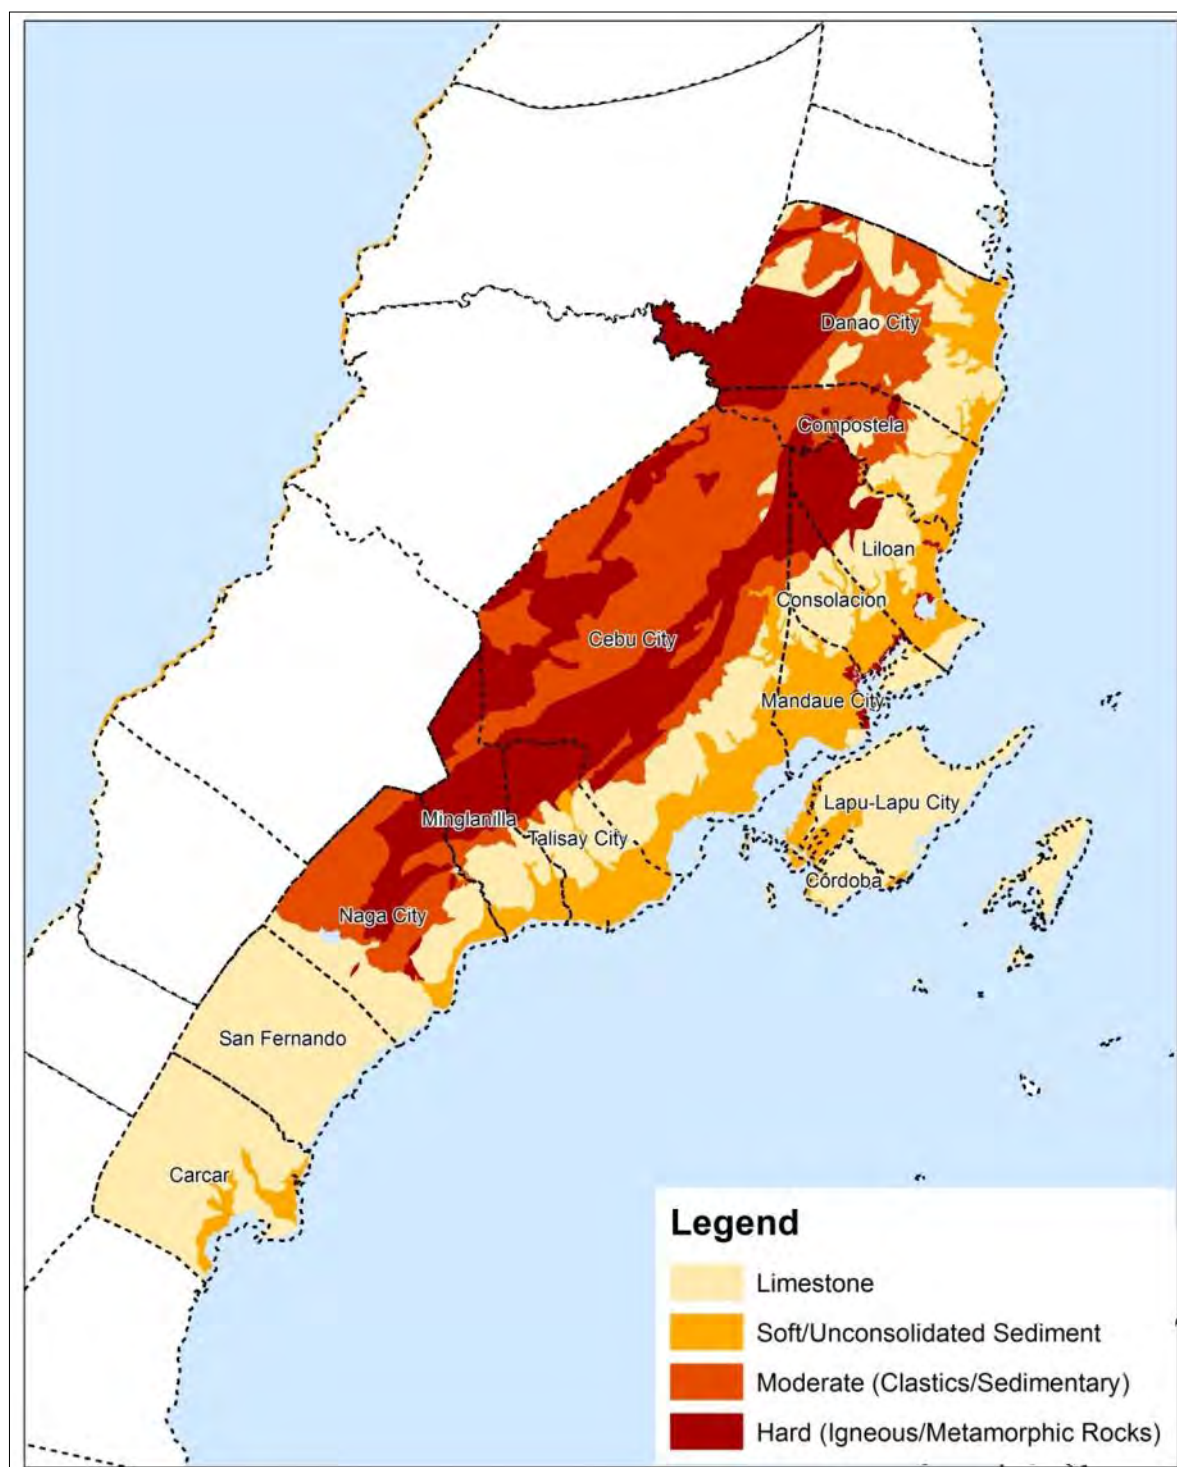 Danao City
Compostela
Liloan
Consolacion
Cebu City
Mandaue City
Lapu-Lapu City
Minglanilla
Talisay City
Córdoba
Naga City
San Fernando
Carcar
Legend
Limestone
Soft/Unconsolidated Sediment
Moderate (Clastics/Sedimentary)
Hard (Igneous/Metamorphic Rocks)